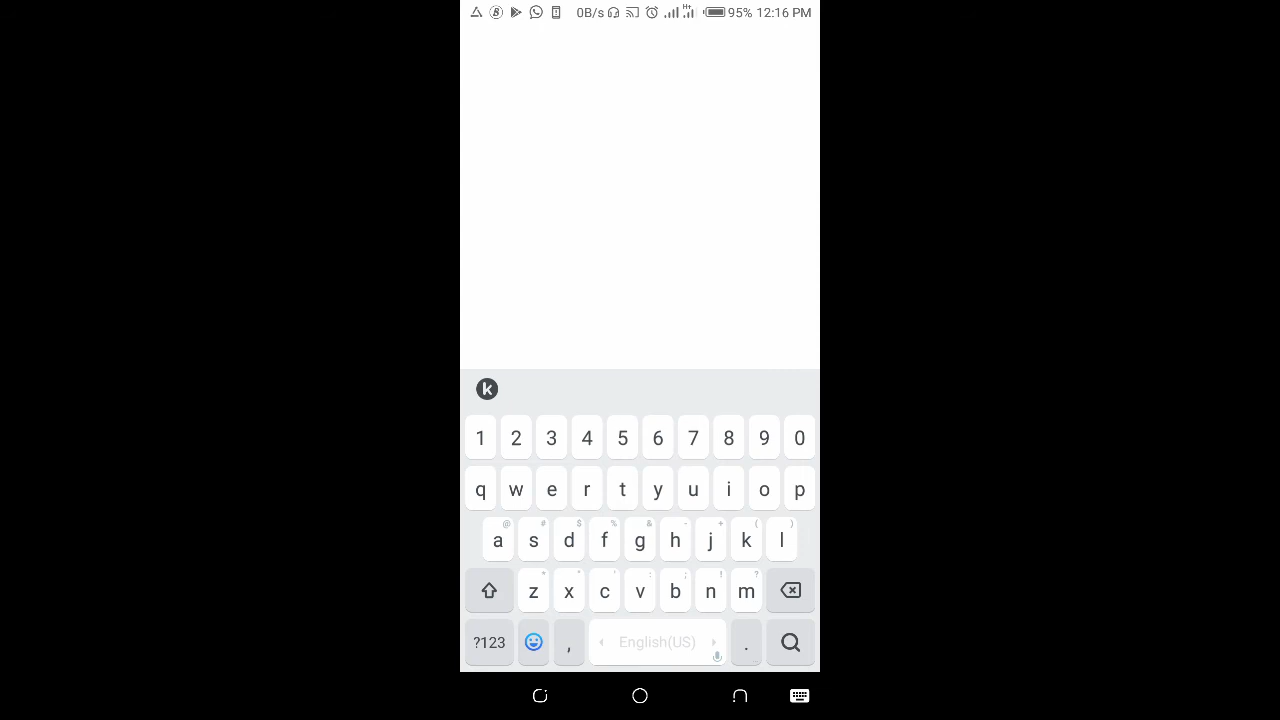 0B/s H+ 95% 12:16 PM
k
1 2 3 4 5 6 7 8 9 0
q w e r t y u i o p
@ # $ % & - + ( )
a s d f g h j k l
* " ' : ; ! ?
z x c v b n m
?123 , English(US) .